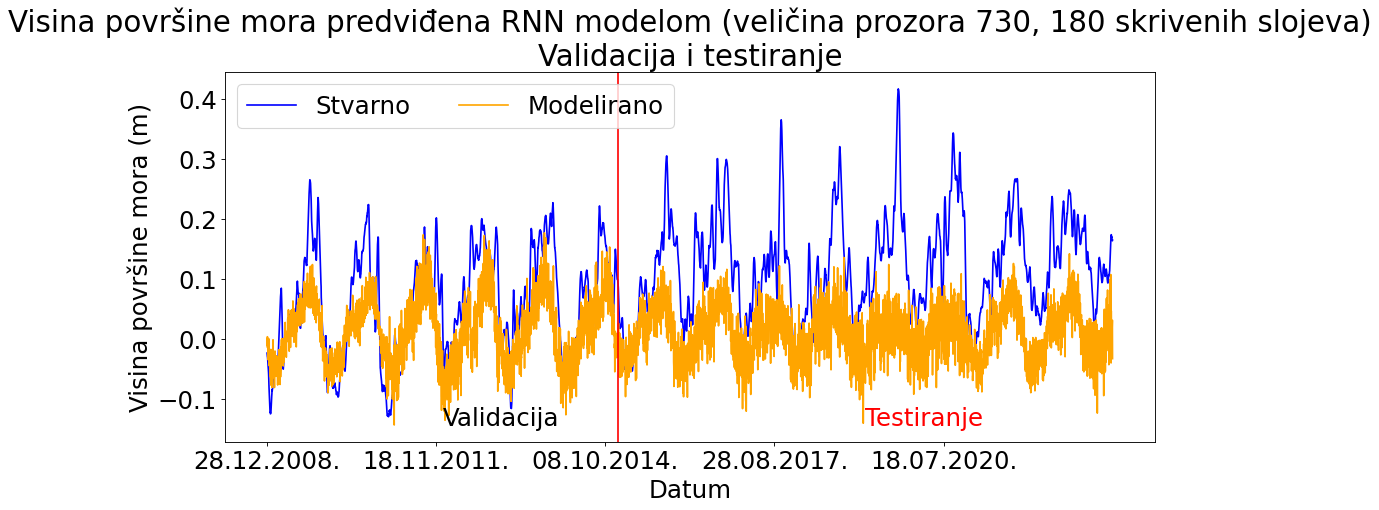 Visina površine mora predviđena RNN modelom (veličina prozora 730, 180 skrivenih slojeva)
Validacija i testiranje
Stvarno Modelirano
Visina površine mora (m)
0.4
0.3
0.2
0.1
0.0
−0.1
Validacija Testiranje
28.12.2008. 18.11.2011. 08.10.2014. 28.08.2017. 18.07.2020.
Datum